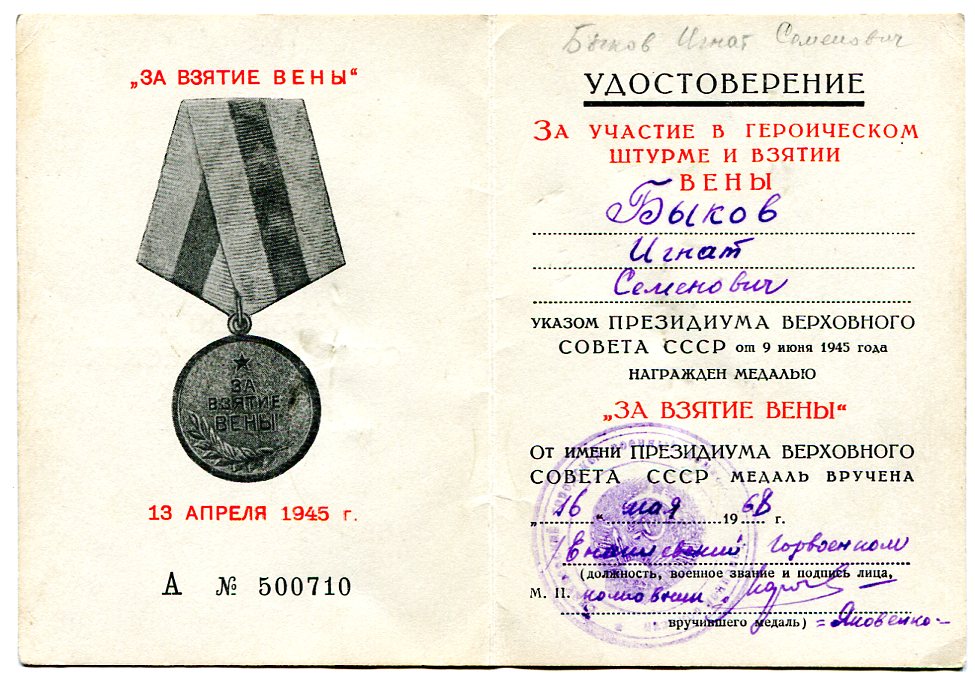 „ЗА ВЗЯТИЕ ВЕНЫ“
ЗА
ВЗЯТИЕ
ВЕНЫ
13 АПРЕЛЯ 1945 г.
А № 500710
Быков Игнат Семенович
УДОСТОВЕРЕНИЕ
ЗА УЧАСТИЕ В ГЕРОИЧЕСКОМ
ШТУРМЕ И ВЗЯТИИ
ВЕНЫ
Быков
Игнат
Семенович
УКАЗОМ ПРЕЗИДИУМА ВЕРХОВНОГО
СОВЕТА СССР от 9 июня 1945 года
НАГРАЖДЕН МЕДАЛЬЮ
„ЗА ВЗЯТИЕ ВЕНЫ“
ОТ ИМЕНИ ПРЕЗИДИУМА ВЕРХОВНОГО
СОВЕТА СССР МЕДАЛЬ ВРУЧЕНА
„16“ мая 1968 г.
Енакиевский горвоенком
(должность, военное звание и подпись лица,
М. П. полковник
вручившего медаль) =Яковенко-